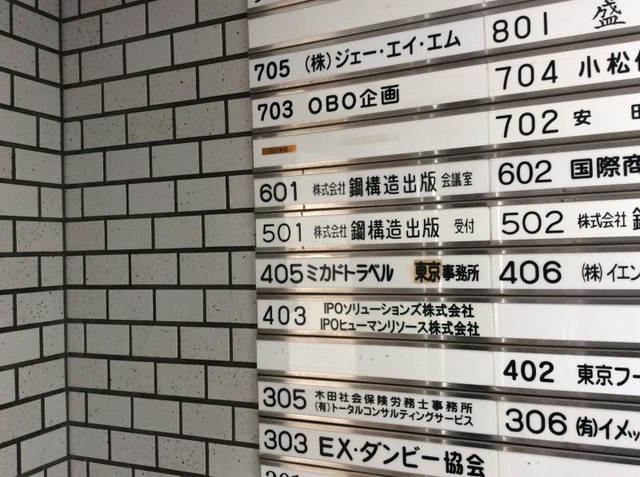 801 盛
705 (株)ジェー・エイ・エム
704 小松
703 OBO企画
702 安
601 株式会社 鋼構造出版 会議室
602 国際商
501 株式会社 鋼構造出版 受付
502 株式会社
405 ミカドトラベル 東京事務所
406 (株)イエン
403 IPOソリューションズ株式会社
IPOヒューマンリソース株式会社
402 東京フー
305 木田社会保険労務士事務所
(有)トータルコンサルティングサービス
306 (有)イメッ
303 EX・ダンビー協会